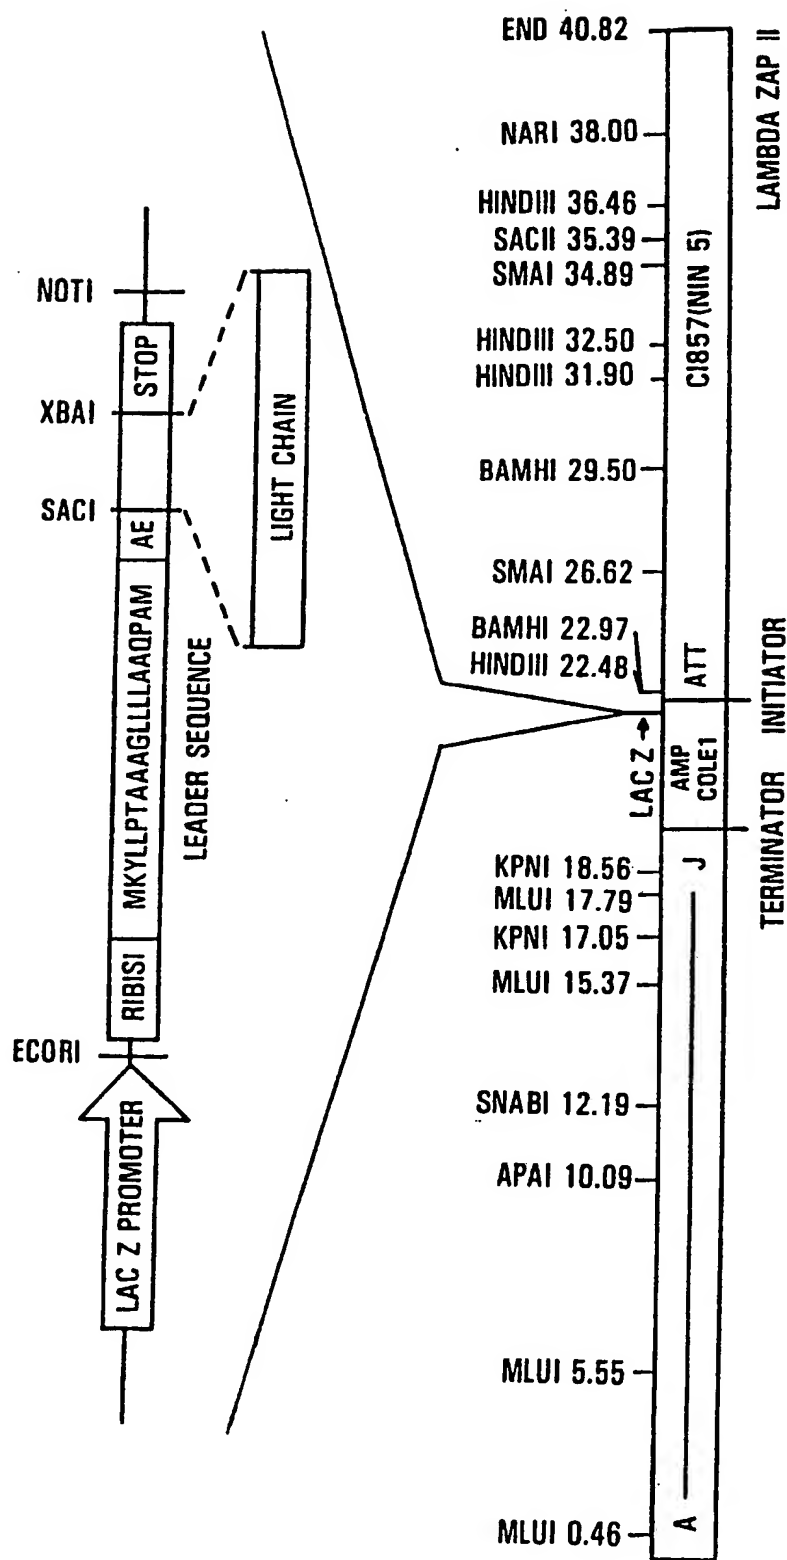 NOTI
XBAI
SACI
ECORI
STOP
AE
MKYLLPTAAAGLLLLAAQPAM
RIBISI
LAC Z PROMOTER
LEADER SEQUENCE
LIGHT CHAIN
END 40.82
NARI 38.00
HINDIII 36.46
SACII 35.39
SMAI 34.89
HINDIII 32.50
HINDIII 31.90
BAMHI 29.50
SMAI 26.62
BAMHI 22.97
HINDIII 22.48
LAC Z →
KPNI 18.56
MLUI 17.79
KPNI 17.05
MLUI 15.37
SNABI 12.19
APAI 10.09
MLUI 5.55
MLUI 0.46
CI857(NIN 5)
ATT
AMP
COLE1
J
A
LAMBDA ZAP II
INITIATOR
TERMINATOR